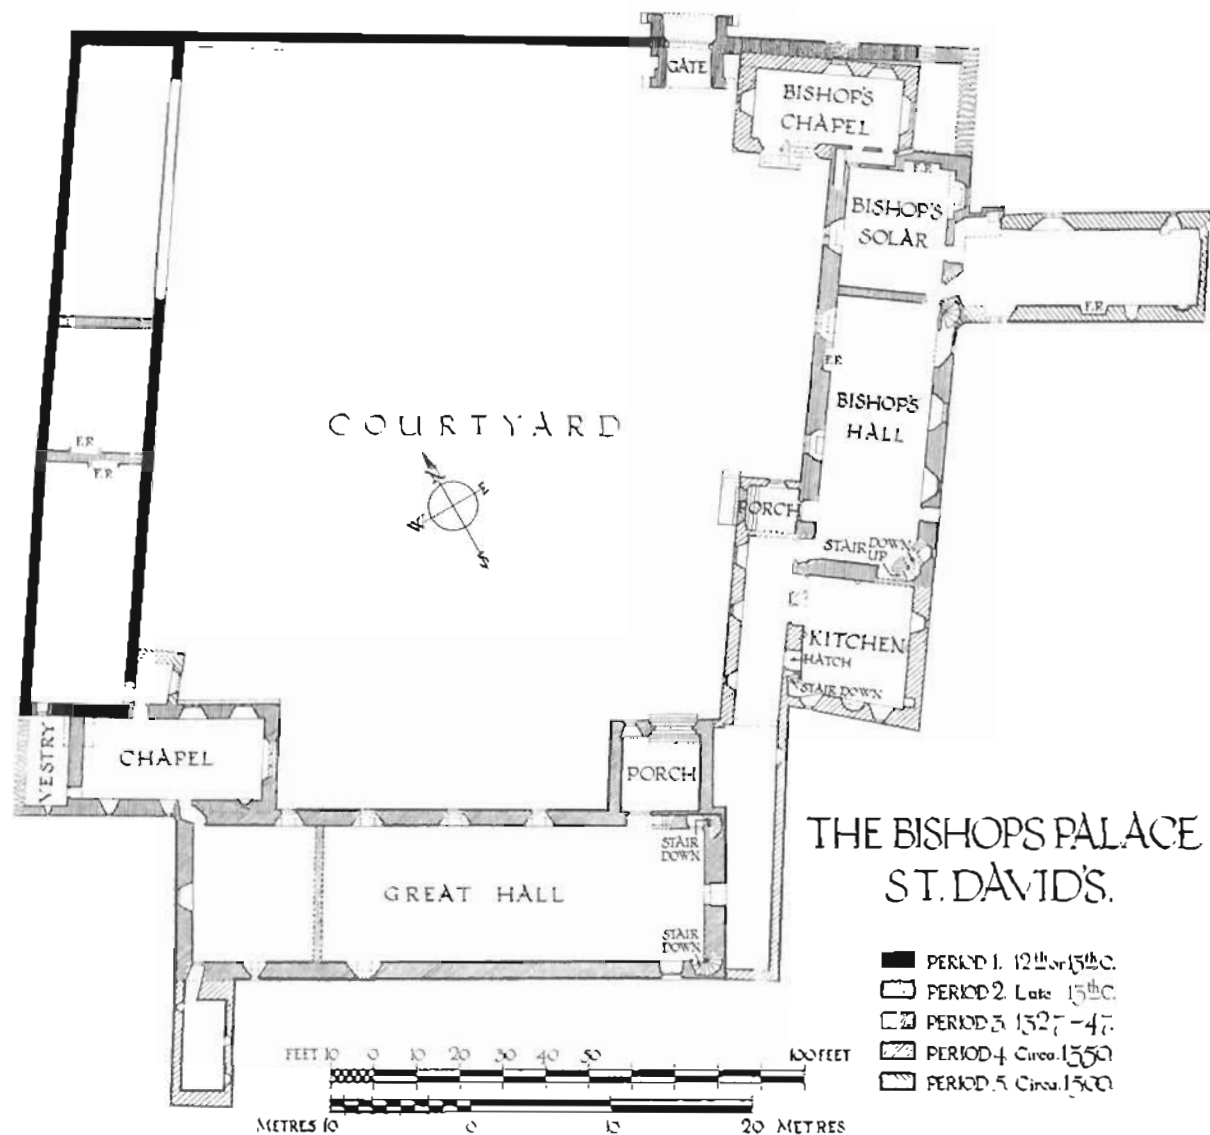 GATE
BISHOP'S
CHAPEL
F.P.
BISHOP'S
SOLAR
F.P.
F.P.
BISHOP'S
HALL
COURTYARD
N
E
W
S
F.P.
F.P.
PORCH
STAIR DOWN
UP
KITCHEN
HATCH
STAIR DOWN
VESTRY
CHAPEL
PORCH
STAIR
DOWN
GREAT HALL
STAIR
DOWN
THE BISHOPS PALACE
ST. DAVID'S.
PERIOD 1. 12th or 13th C.
PERIOD 2. Late 13th C.
PERIOD 3. 1327-47.
PERIOD 4. Circa. 1350.
PERIOD 5. Circa. 1500.
FEET 10 0 10 20 30 40 50 100 FEET
METRES 10 0 10 20 METRES